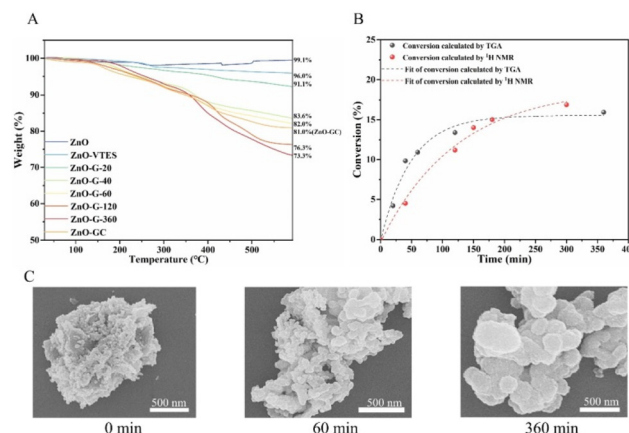 A
100
90
80
70
60
50
Weight (%)
100
200
300
400
500
Temperature (℃)
ZnO
ZnO-VTES
ZnO-G-20
ZnO-G-40
ZnO-G-60
ZnO-G-120
ZnO-G-360
ZnO-GC
99.1%
96.0%
91.1%
83.6%
82.0%
81.0%(ZnO-GC)
76.3%
73.3%
B
25
20
15
10
5
0
Conversion (%)
0
50
100
150
200
250
300
350
400
Time (min)
Conversion calculated by TGA
Conversion calculated by ¹H NMR
Fit of conversion calculated by TGA
Fit of conversion calculated by ¹H NMR
C
500 nm
500 nm
500 nm
0 min
60 min
360 min